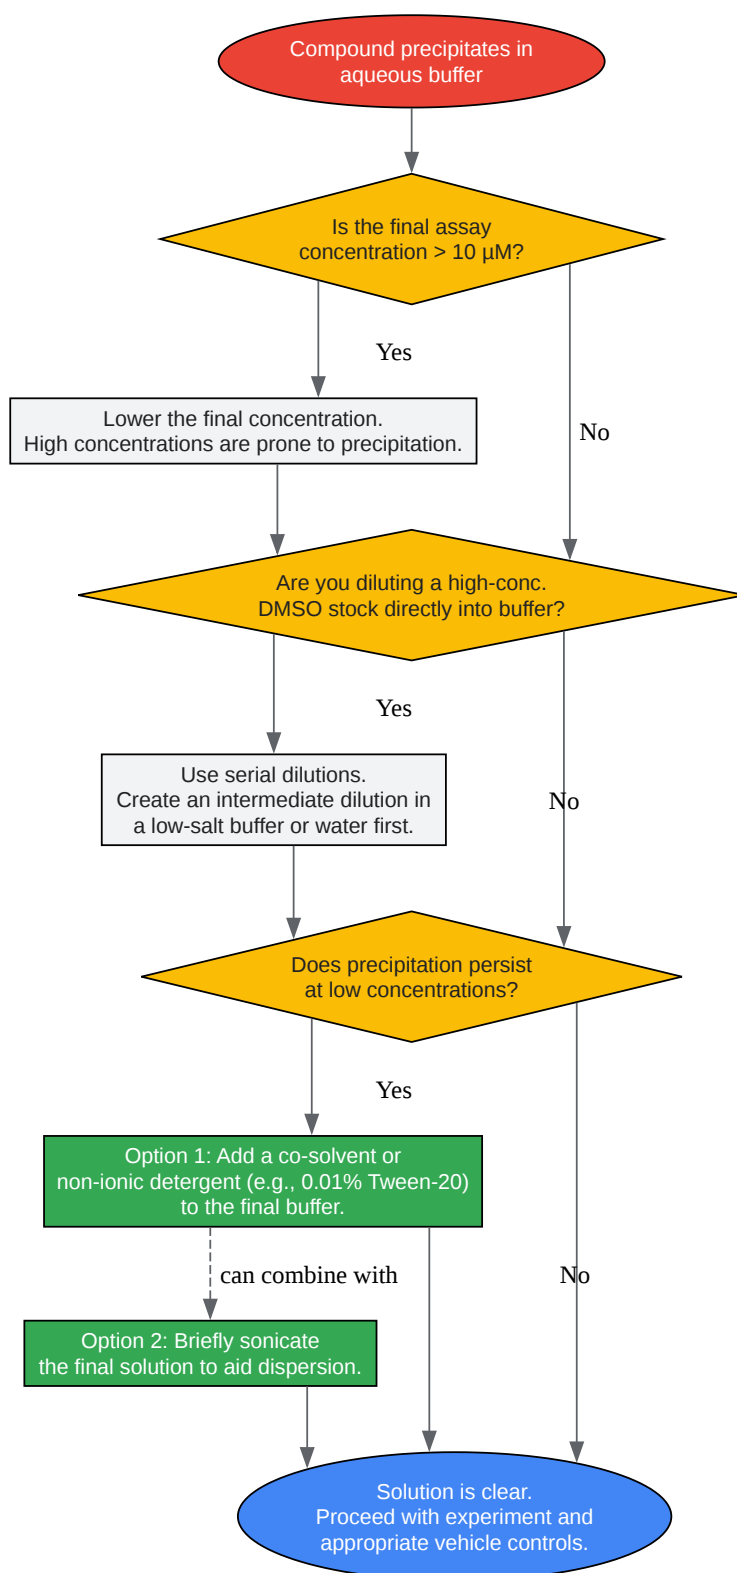 Compound precipitates in
aqueous buffer
Is the final assay
concentration > 10 µM?
Yes
Lower the final concentration.
High concentrations are prone to precipitation.
No
Are you diluting a high-conc.
DMSO stock directly into buffer?
Yes
Use serial dilutions.
Create an intermediate dilution in
a low-salt buffer or water first.
No
Does precipitation persist
at low concentrations?
Yes
Option 1: Add a co-solvent or
non-ionic detergent (e.g., 0.01% Tween-20)
to the final buffer.
can combine with
No
Option 2: Briefly sonicate
the final solution to aid dispersion.
Solution is clear.
Proceed with experiment and
appropriate vehicle controls.